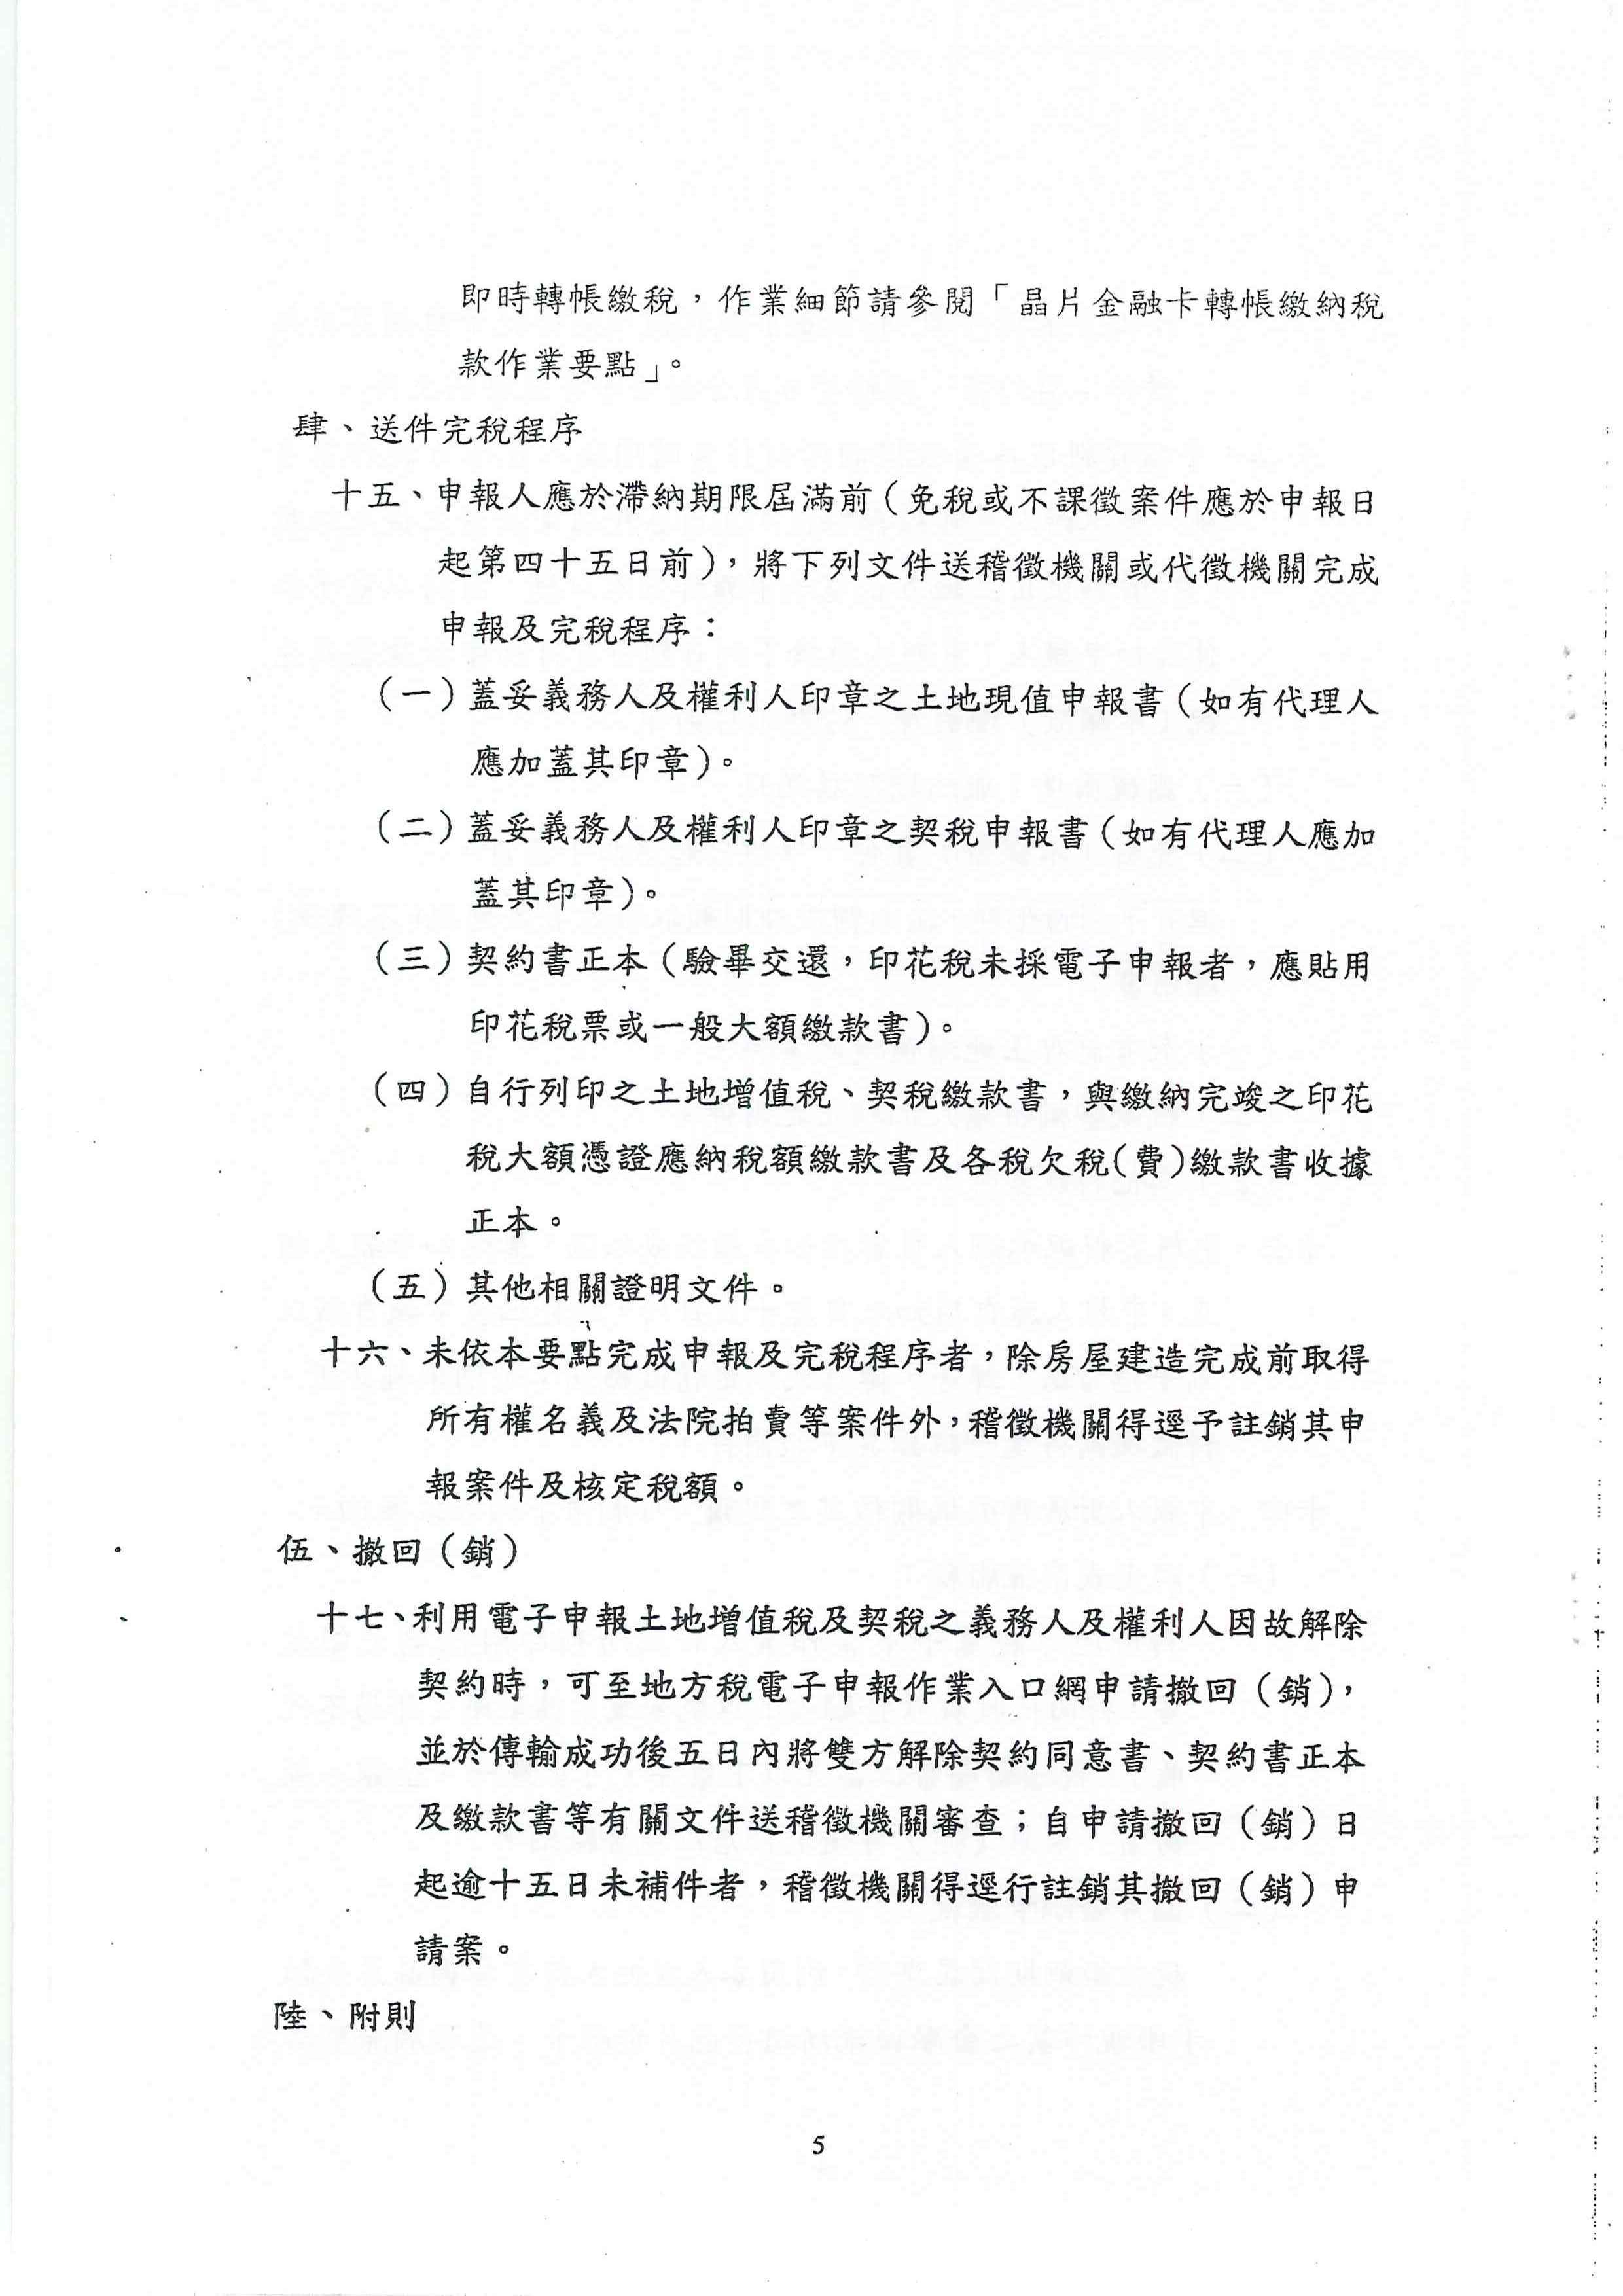 即時轉帳繳稅，作業細節請參閱「晶片金融卡轉帳繳納稅
款作業要點」。
肆、送件完稅程序
十五、申報人應於滯納期限屆滿前（免稅或不課徵案件應於申報日
起第四十五日前），將下列文件送稽徵機關或代徵機關完成
申報及完稅程序：
（一）蓋妥義務人及權利人印章之土地現值申報書（如有代理人
應加蓋其印章）。
（二）蓋妥義務人及權利人印章之契稅申報書（如有代理人應加
蓋其印章）。
（三）契約書正本（驗畢交還，印花稅未採電子申報者，應貼用
印花稅票或一般大額繳款書）。
（四）自行列印之土地增值稅、契稅繳款書，與繳納完竣之印花
稅大額憑證應納稅額繳款書及各稅欠稅（費）繳款書收據
正本。
（五）其他相關證明文件。
十六、未依本要點完成申報及完稅程序者，除房屋建造完成前取得
所有權名義及法院拍賣等案件外，稽徵機關得逕予註銷其申
報案件及核定稅額。
伍、撤回（銷）
十七、利用電子申報土地增值稅及契稅之義務人及權利人因故解除
契約時，可至地方稅電子申報作業入口網申請撤回（銷），
並於傳輸成功後五日內將雙方解除契約同意書、契約書正本
及繳款書等有關文件送稽徵機關審查；自申請撤回（銷）日
起逾十五日未補件者，稽徵機關得逕行註銷其撤回（銷）申
請案。
陸、附則
5